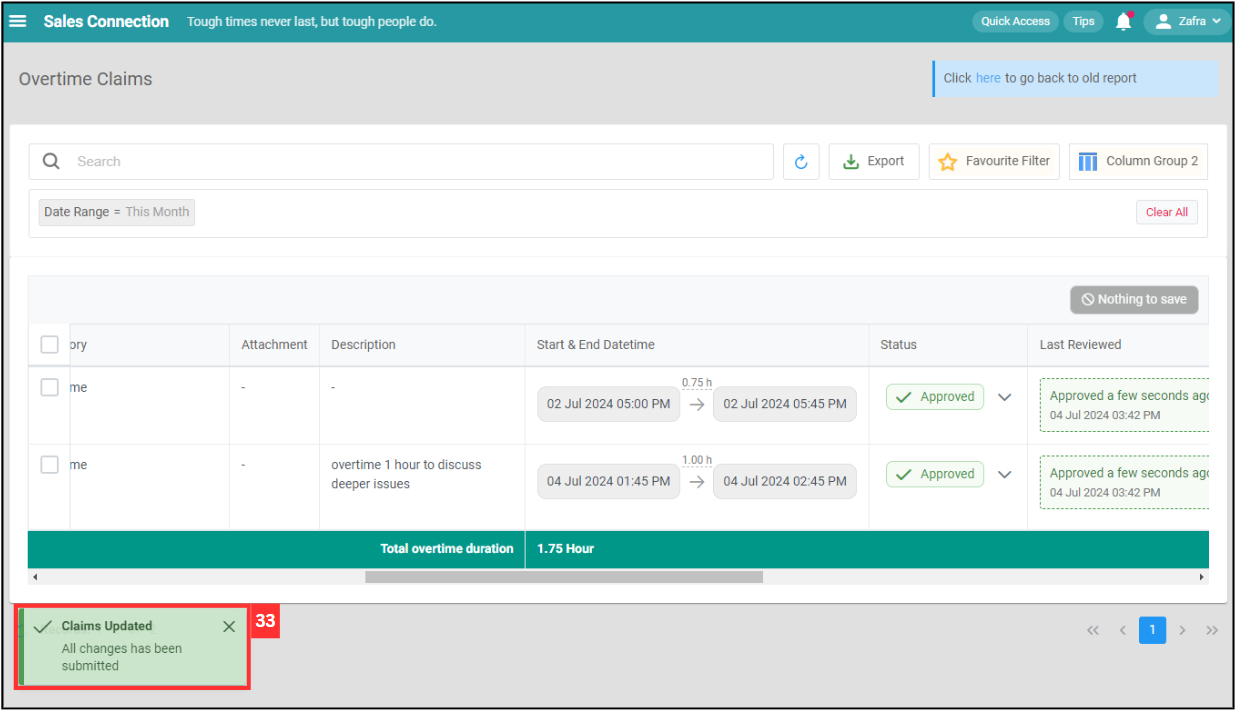 Sales Connection Tough times never last, but tough people do. Quick Access Tips Zafra
Overtime Claims
Click here to go back to old report
Search Export Favourite Filter Column Group 2
Date Range = This Month Clear All
Nothing to save
ory Attachment Description Start & End Datetime Status Last Reviewed
me - - 02 Jul 2024 05:00 PM 0.75 h 02 Jul 2024 05:45 PM Approved Approved a few seconds ago
04 Jul 2024 03:42 PM
me - overtime 1 hour to discuss 04 Jul 2024 01:45 PM 1.00 h 04 Jul 2024 02:45 PM Approved Approved a few seconds ago
deeper issues 04 Jul 2024 03:42 PM
Total overtime duration 1.75 Hour
Claims Updated 33
All changes has been
submitted
1